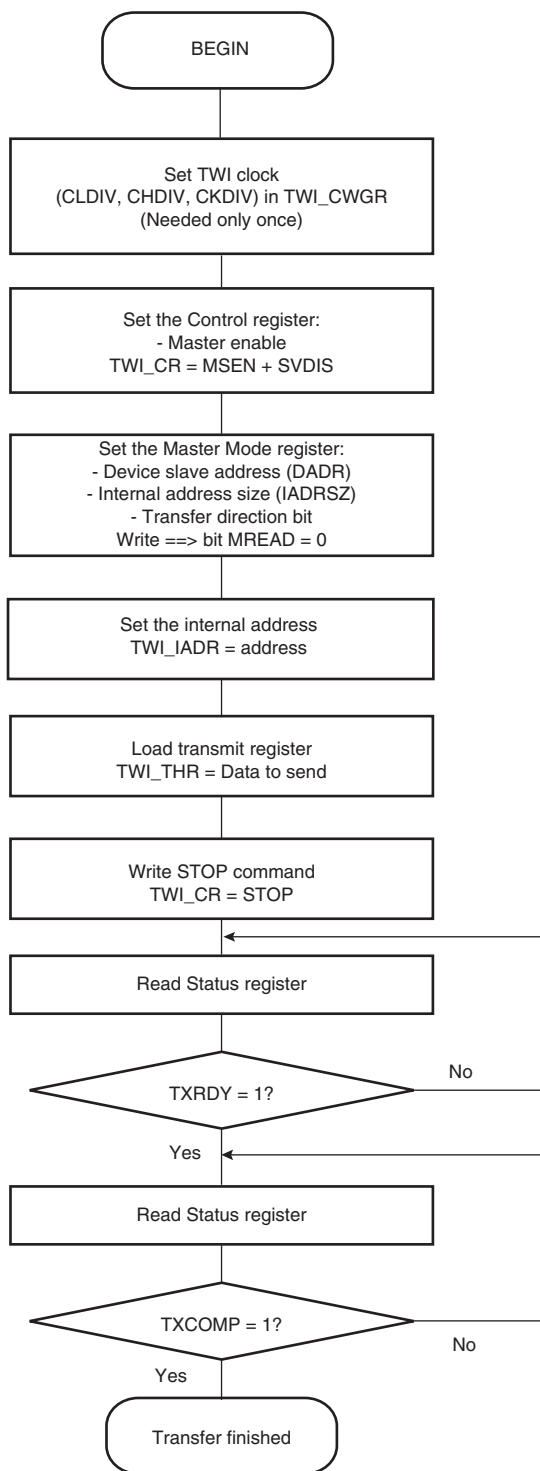 BEGIN
Set TWI clock
(CLDIV, CHDIV, CKDIV) in TWI_CWGR
(Needed only once)
Set the Control register:
- Master enable
TWI_CR = MSEN + SVDIS
Set the Master Mode register:
- Device slave address (DADR)
- Internal address size (IADRSZ)
- Transfer direction bit
Write ==> bit MREAD = 0
Set the internal address
TWI_IADR = address
Load transmit register
TWI_THR = Data to send
Write STOP command
TWI_CR = STOP
Read Status register
TXRDY = 1?
No
Yes
Read Status register
TXCOMP = 1?
No
Yes
Transfer finished